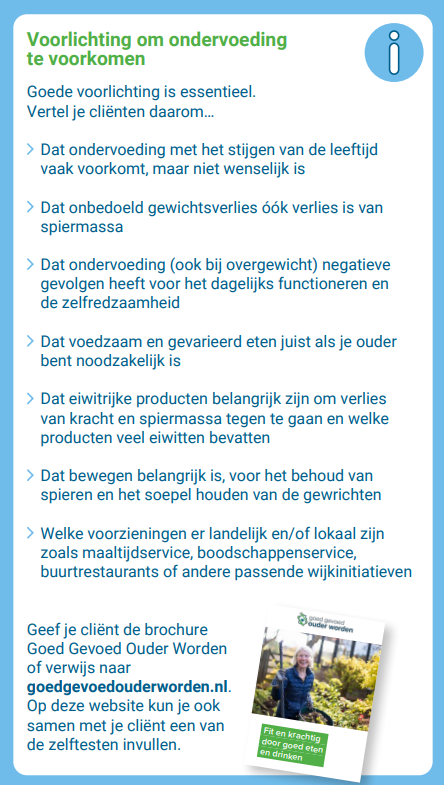 Voorlichting om ondervoeding
te voorkomen
i
Goede voorlichting is essentieel.
Vertel je cliënten daarom…
Dat ondervoeding met het stijgen van de leeftijd
vaak voorkomt, maar niet wenselijk is
Dat onbedoeld gewichtsverlies óók verlies is van
spiermassa
Dat ondervoeding (ook bij overgewicht) negatieve
gevolgen heeft voor het dagelijks functioneren en
de zelfredzaamheid
Dat voedzaam en gevarieerd eten juist als je ouder
bent noodzakelijk is
Dat eiwitrijke producten belangrijk zijn om verlies
van kracht en spiermassa tegen te gaan en welke
producten veel eiwitten bevatten
Dat bewegen belangrijk is, voor het behoud van
spieren en het soepel houden van de gewrichten
Welke voorzieningen er landelijk en/of lokaal zijn
zoals maaltijdservice, boodschappenservice,
buurtrestaurants of andere passende wijkinitiatieven
Geef je cliënt de brochure
Goed Gevoed Ouder Worden
of verwijs naar
goedgevoedouderworden.nl.
Op deze website kun je ook
samen met je cliënt een van
de zelftesten invullen.
goed gevoed
ouder worden
Fit en krachtig
door goed eten
en drinken